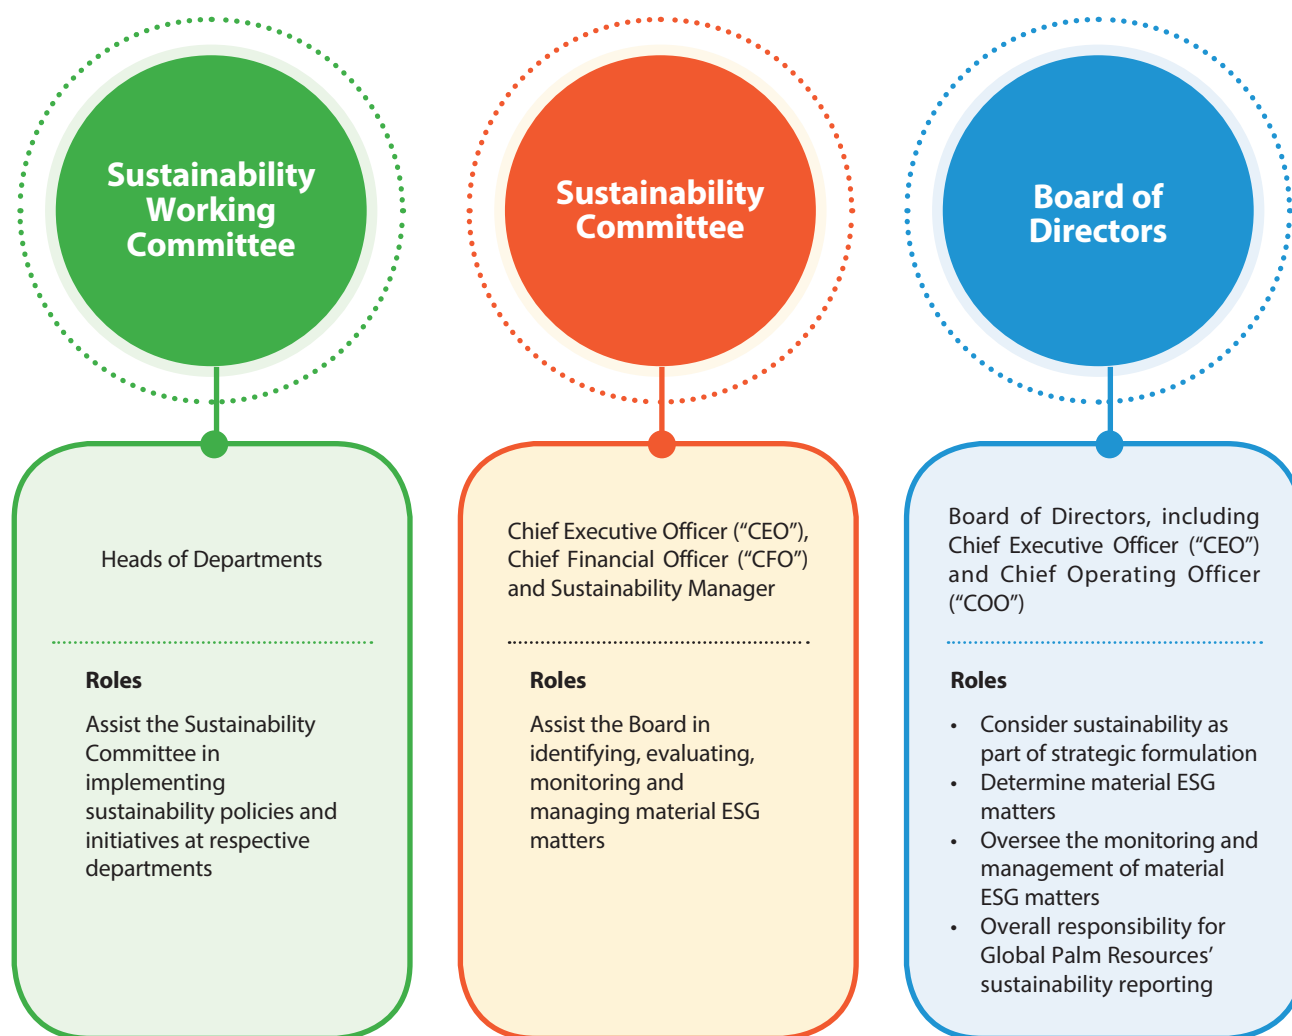 Sustainability
Working
Committee
Heads of Departments
Roles
Assist the Sustainability
Committee in
implementing
sustainability policies and
initiatives at respective
departments
Sustainability
Committee
Chief Executive Officer (“CEO”),
Chief Financial Officer (“CFO”)
and Sustainability Manager
Roles
Assist the Board in
identifying, evaluating,
monitoring and
managing material ESG
matters
Board of
Directors
Board of Directors, including
Chief Executive Officer (“CEO”)
and Chief Operating Officer
(“COO”)
Roles
• Consider sustainability as
part of strategic formulation
• Determine material ESG
matters
• Oversee the monitoring and
management of material
ESG matters
• Overall responsibility for
Global Palm Resources’
sustainability reporting